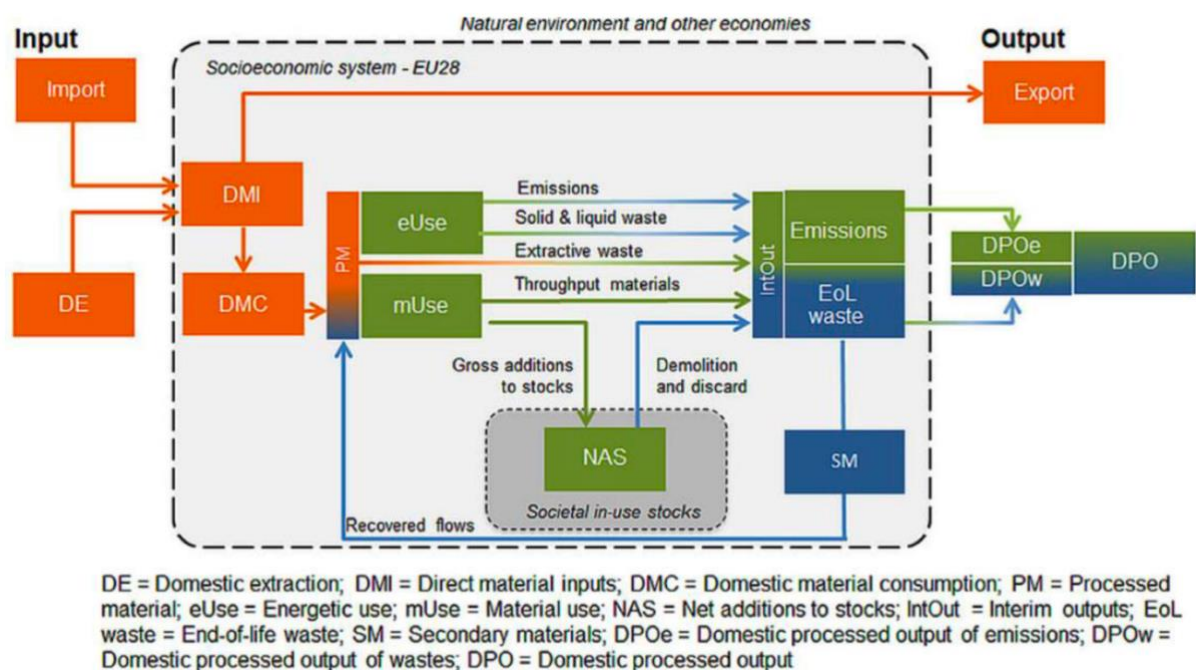 Natural environment and other economies
Input
Output
Socioeconomic system - EU28
Import
Export
DMI
DE
DMC
PM
eUse
mUse
Emissions
Solid & liquid waste
Extractive waste
Throughput materials
IntOut
Emissions
EoL
waste
DPOe
DPOw
DPO
Gross additions
to stocks
Demolition
and discard
NAS
Societal in-use stocks
SM
Recovered flows
DE = Domestic extraction; DMI = Direct material inputs; DMC = Domestic material consumption; PM = Processed
material; eUse = Energetic use; mUse = Material use; NAS = Net additions to stocks; IntOut = Interim outputs; EoL
waste = End-of-life waste; SM = Secondary materials; DPOe = Domestic processed output of emissions; DPOw =
Domestic processed output of wastes; DPO = Domestic processed output